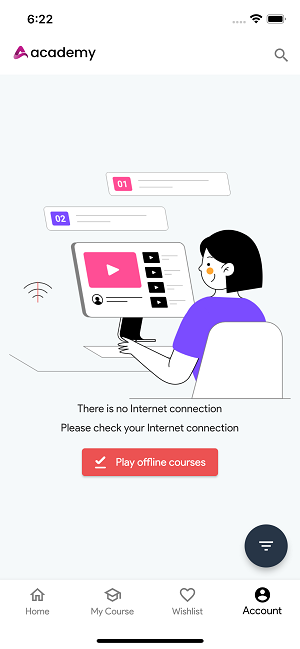 6:22
academy
01
02
There is no Internet connection
Please check your Internet connection
Play offline courses
Home
My Course
Wishlist
Account